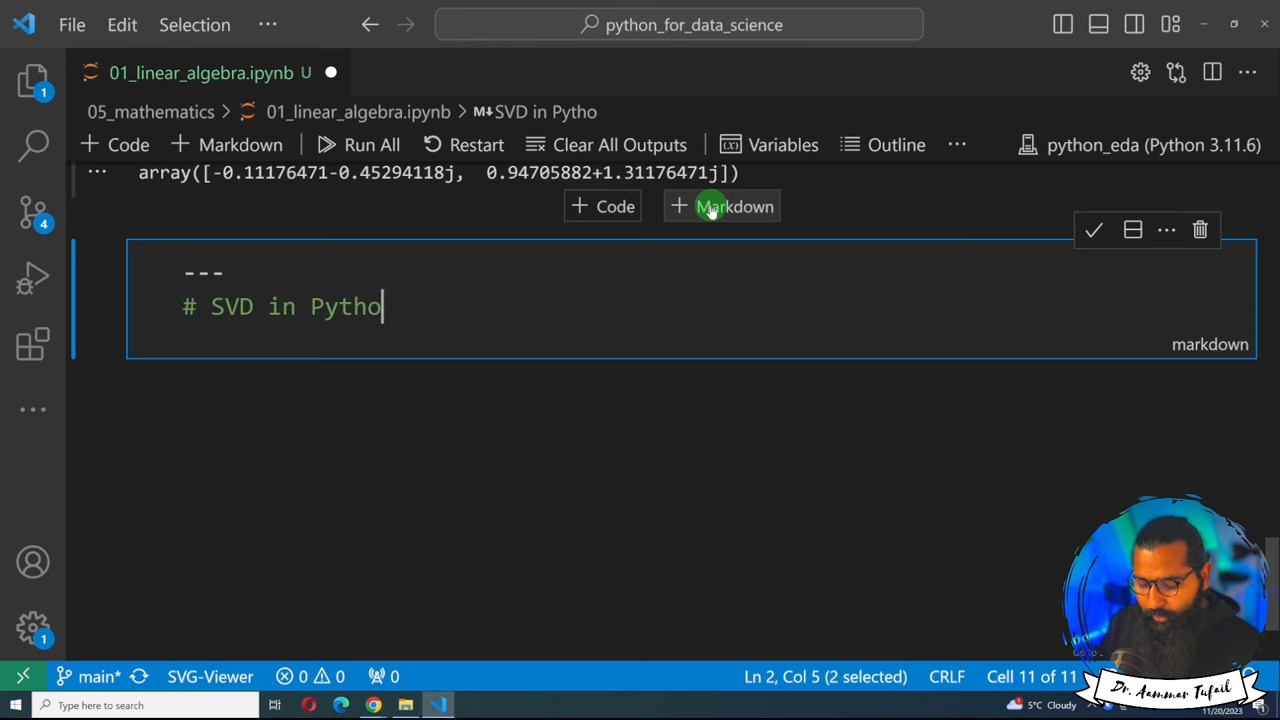 File Edit Selection ··· python_for_data_science
01_linear_algebra.ipynb U
05_mathematics > 01_linear_algebra.ipynb > M↓SVD in Pytho
+ Code + Markdown Run All Restart Clear All Outputs Variables Outline ··· python_eda (Python 3.11.6)
··· array([-0.11176471-0.45294118j, 0.94705882+1.31176471j])
+ Code + Markdown
---
# SVD in Pytho
markdown
1
4
1
main* SVG-Viewer 0 0 0 Ln 2, Col 5 (2 selected) CRLF Cell 11 of 11
Dr. Aammar Tufail
Type here to search 5°C Cloudy 11/20/2023